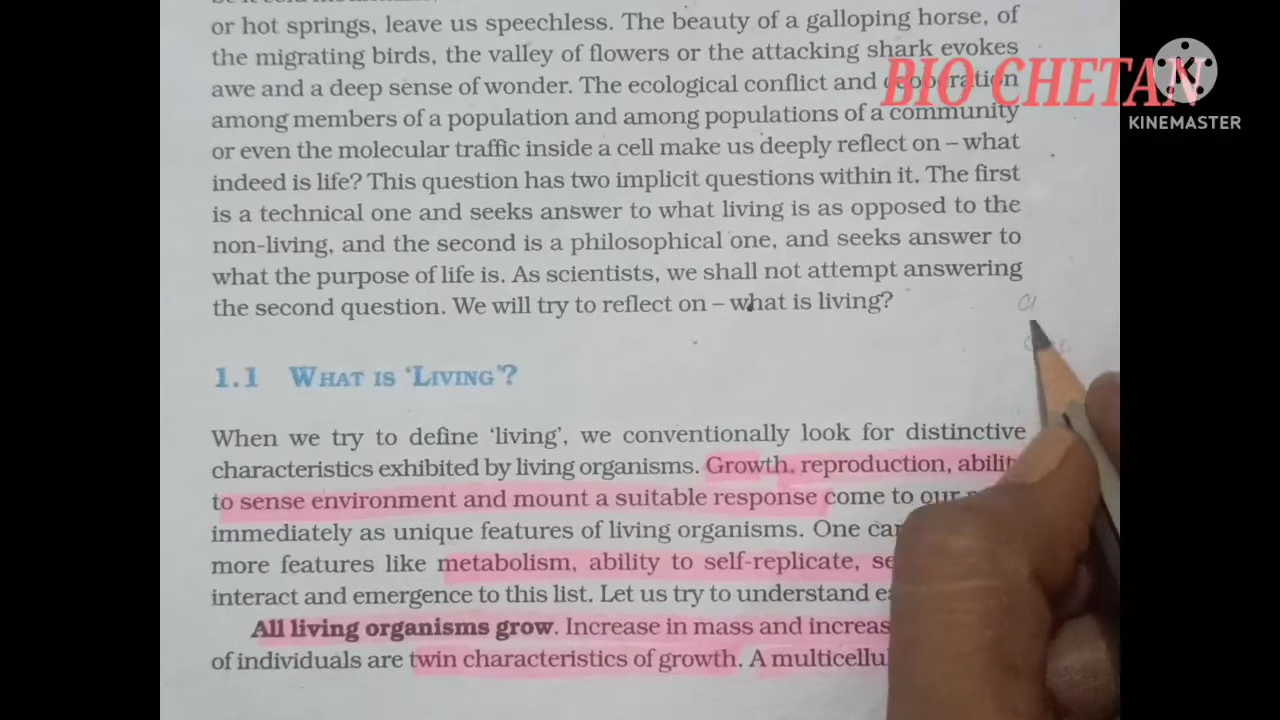 or hot springs, leave us speechless. The beauty of a galloping horse, of
the migrating birds, the valley of flowers or the attacking shark evokes
awe and a deep sense of wonder. The ecological conflict and cooperation
among members of a population and among populations of a community
or even the molecular traffic inside a cell make us deeply reflect on – what
indeed is life? This question has two implicit questions within it. The first
is a technical one and seeks answer to what living is as opposed to the
non-living, and the second is a philosophical one, and seeks answer to
what the purpose of life is. As scientists, we shall not attempt answering
the second question. We will try to reflect on – what is living?
BIO CHETAN
KINEMASTER
1.1 WHAT IS ‘LIVING’?
When we try to define ‘living’, we conventionally look for distinctive
characteristics exhibited by living organisms. Growth, reproduction,
to sense environment and mount a suitable response come to our
immediately as unique features of living organisms. One
more features like metabolism, ability to self-replicate,
interact and emergence to this list. Let us try to understand
All living organisms grow. Increase in mass and
of individuals are twin characteristics of growth. A